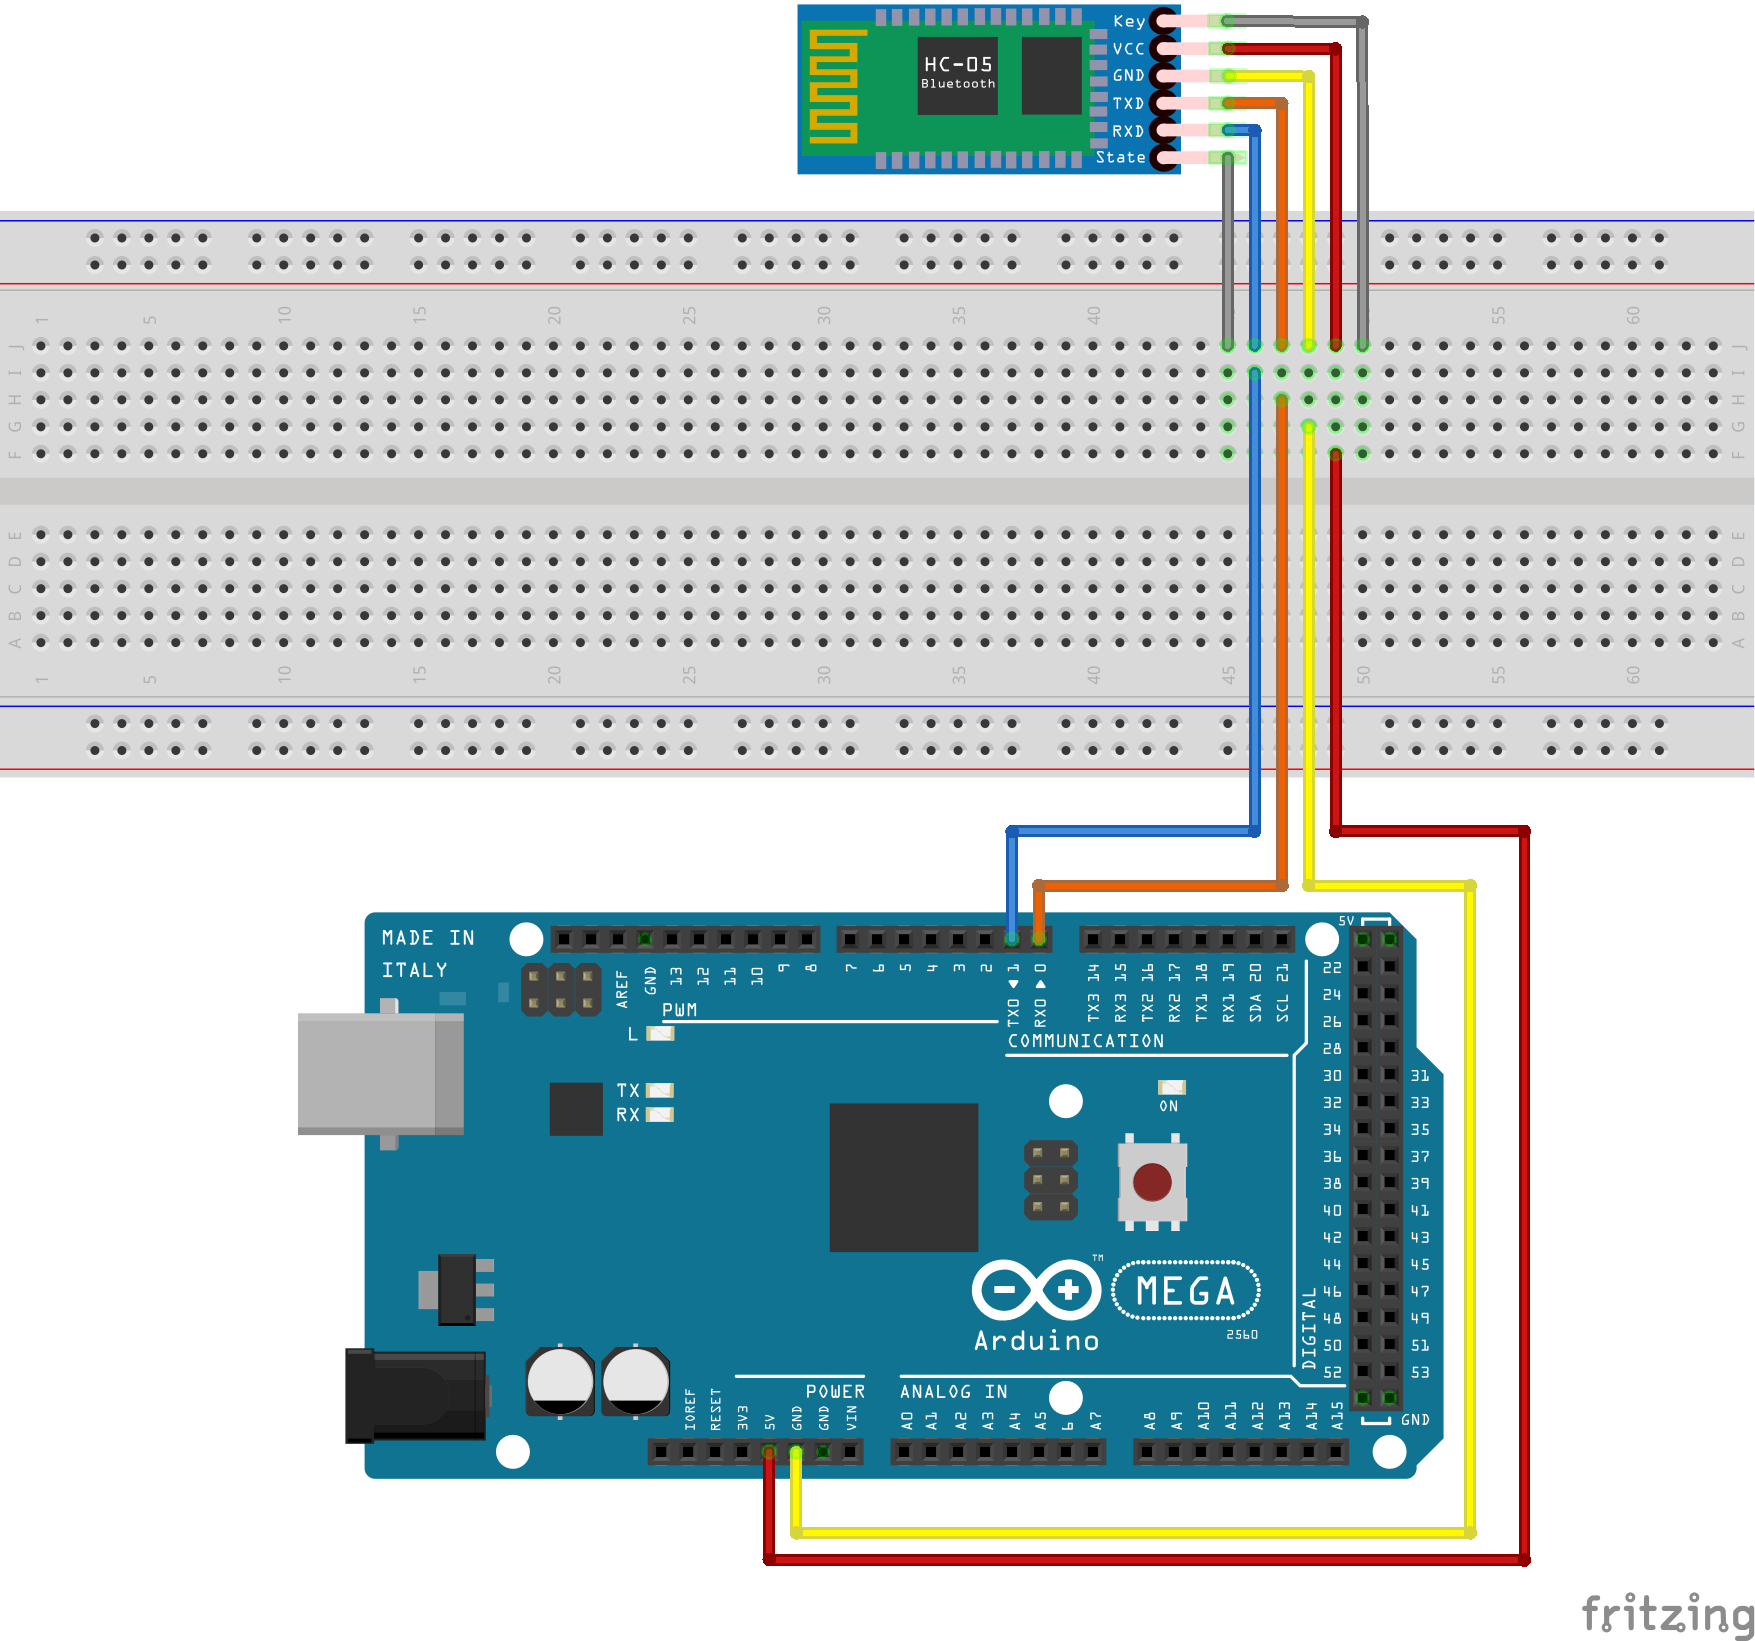 Key
VCC
GND
TXD
RXD
State
HC-05
Bluetooth
1 5 10 15 20 25 30 35 40 55 60
J J
I I
H H
G G
F F
E E
D D
C C
B B
A A
1 5 10 15 20 25 30 35 40 45 50 55 60
MADE IN
ITALY
AREF GND 13 12 11 10 9 8 7 6 5 4 3 2 TX0 1 RX0 0 TX3 14 RX3 15 TX2 16 RX2 17 TX1 18 RX1 19 SDA 20 SCL 21
PWM
COMMUNICATION
L
TX
RX
ON
5V
22
24
26
28
30 31
32 33
34 35
36 37
38 39
40 41
42 43
44 45
46 47
48 49
50 51
52 53
GND
DIGITAL
TM
MEGA
2560
Arduino
POWER
ANALOG IN
IOREF RESET 3V3 5V GND GND VIN A0 A1 A2 A3 A4 A5 6 A7 A8 A9 A10 A11 A12 A13 A14 A15
fritzing